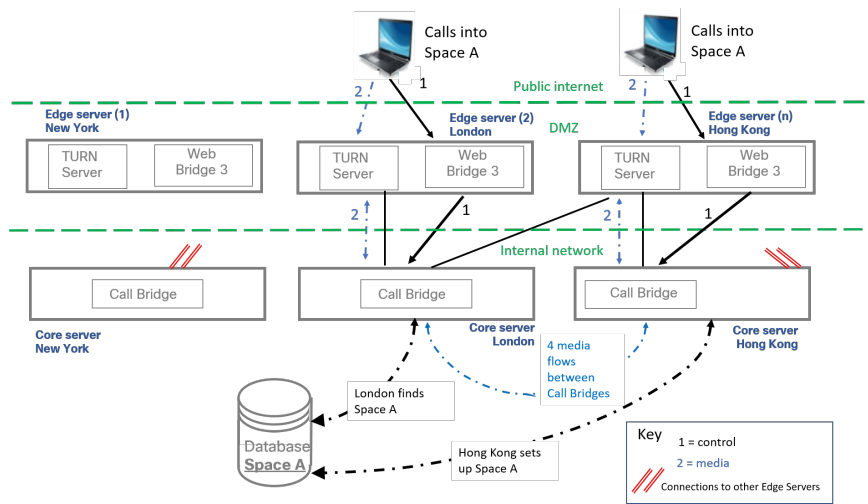 Calls into
Space A
Calls into
Space A
1
2
Public internet
2
1
Edge server (1)
New York
Edge server (2)
London
DMZ
Edge server (n)
Hong Kong
TURN
Server
Web
Bridge 3
TURN
Server
Web
Bridge 3
TURN
Server
Web
Bridge 3
2
1
2
1
Internal network
Call Bridge
Call Bridge
Call Bridge
Core server
New York
Core server
London
Core server
Hong Kong
4 media
flows
between
Call Bridges
London finds
Space A
Database
Space A
Hong Kong sets
up Space A
Key
1 = control
2 = media
Connections to other Edge Servers